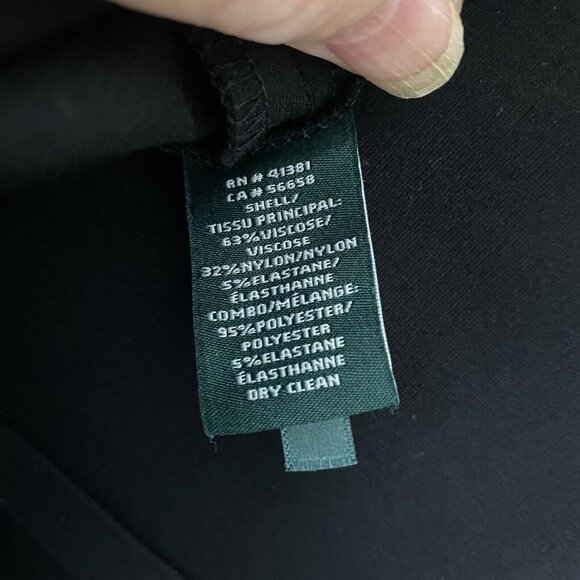 RN # 41381
CA # 56658
SHELL/
TISSU PRINCIPAL:
63%VISCOSE/
VISCOSE
32%NYLON/NYLON
5%ELASTANE/
ÉLASTHANNE
COMBO/MÉLANGE:
95%POLYESTER/
POLYESTER
5%ELASTANE
ÉLASTHANNE
DRY CLEAN